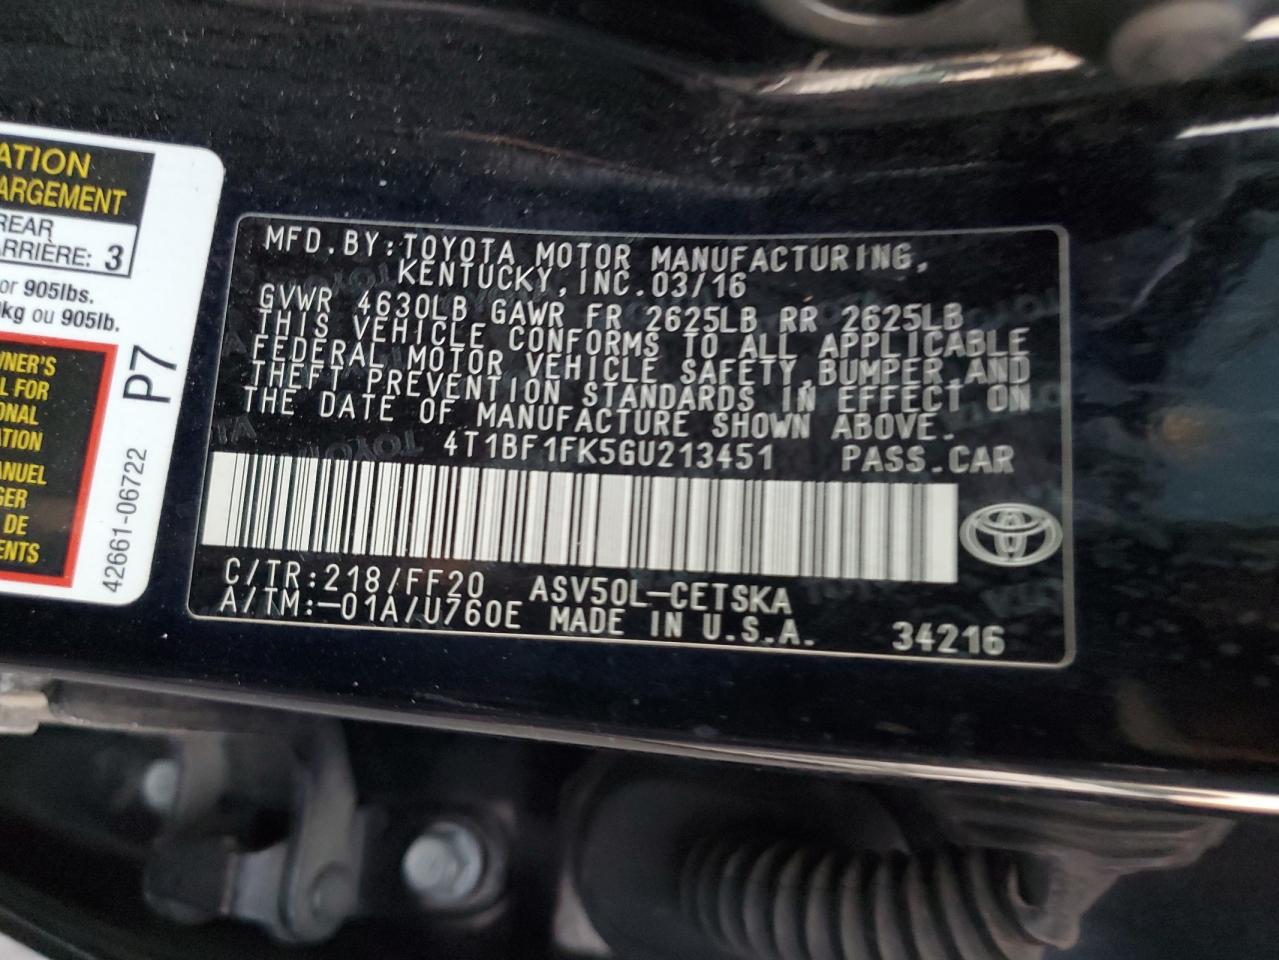 ATION
ARGEMENT
REAR
ARRIÈRE: 3
or 905lbs.
kg ou 905lb.
WNER'S
L FOR
ONAL
ATION
MANUEL
GER
DE
ENTS
42661-06722 P7
MFD.BY:TOYOTA MOTOR MANUFACTURING,
KENTUCKY,INC.03/16
GVWR 4630LB GAWR FR 2625LB RR 2625LB
THIS VEHICLE CONFORMS TO ALL APPLICABLE
FEDERAL MOTOR VEHICLE SAFETY,BUMPER AND
THEFT PREVENTION STANDARDS IN EFFECT ON
THE DATE OF MANUFACTURE SHOWN ABOVE.
4T1BF1FK5GU213451 PASS.CAR
C/TR:218/FF20 ASV50L-CETSKA
A/TM:-01A/U760E MADE IN U.S.A. 34216